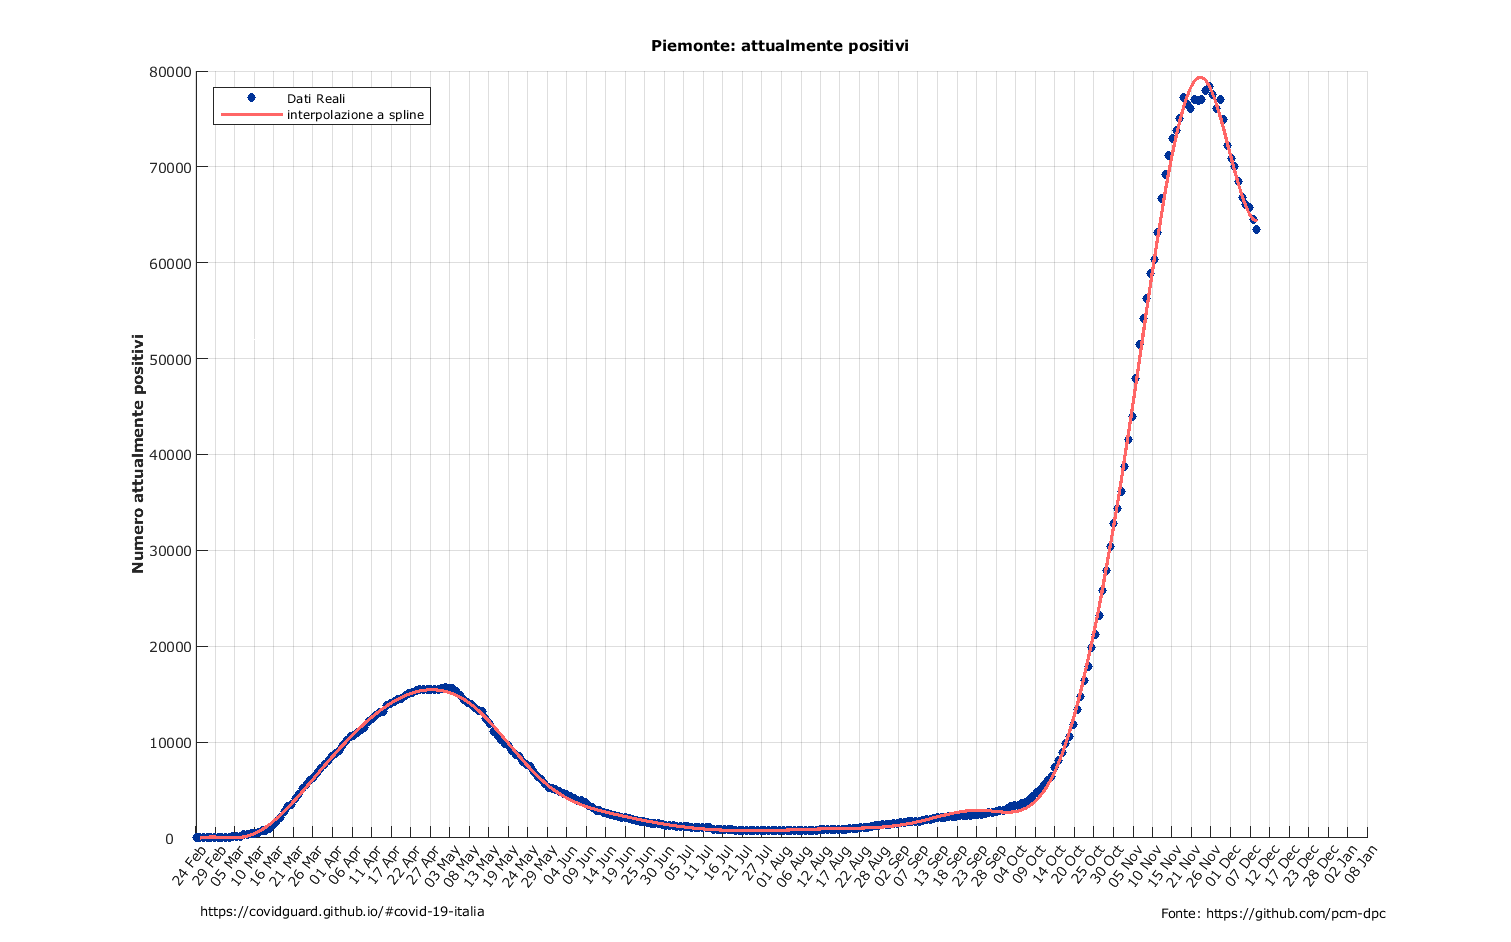 Piemonte: attualmente positivi
Dati Reali
interpolazione a spline
Numero attualmente positivi
80000
70000
60000
50000
40000
30000
20000
10000
0
24 Feb
29 Feb
05 Mar
10 Mar
16 Mar
21 Mar
26 Mar
01 Apr
06 Apr
11 Apr
17 Apr
22 Apr
27 Apr
03 May
08 May
13 May
19 May
24 May
29 May
04 Jun
09 Jun
14 Jun
19 Jun
25 Jun
30 Jun
05 Jul
11 Jul
16 Jul
21 Jul
27 Jul
01 Aug
06 Aug
12 Aug
17 Aug
22 Aug
28 Aug
02 Sep
07 Sep
13 Sep
18 Sep
23 Sep
28 Sep
04 Oct
09 Oct
14 Oct
20 Oct
25 Oct
30 Oct
05 Nov
10 Nov
15 Nov
21 Nov
26 Nov
01 Dec
07 Dec
12 Dec
17 Dec
23 Dec
28 Dec
02 Jan
08 Jan
https://covidguard.github.io/#covid-19-italia
Fonte: https://github.com/pcm-dpc